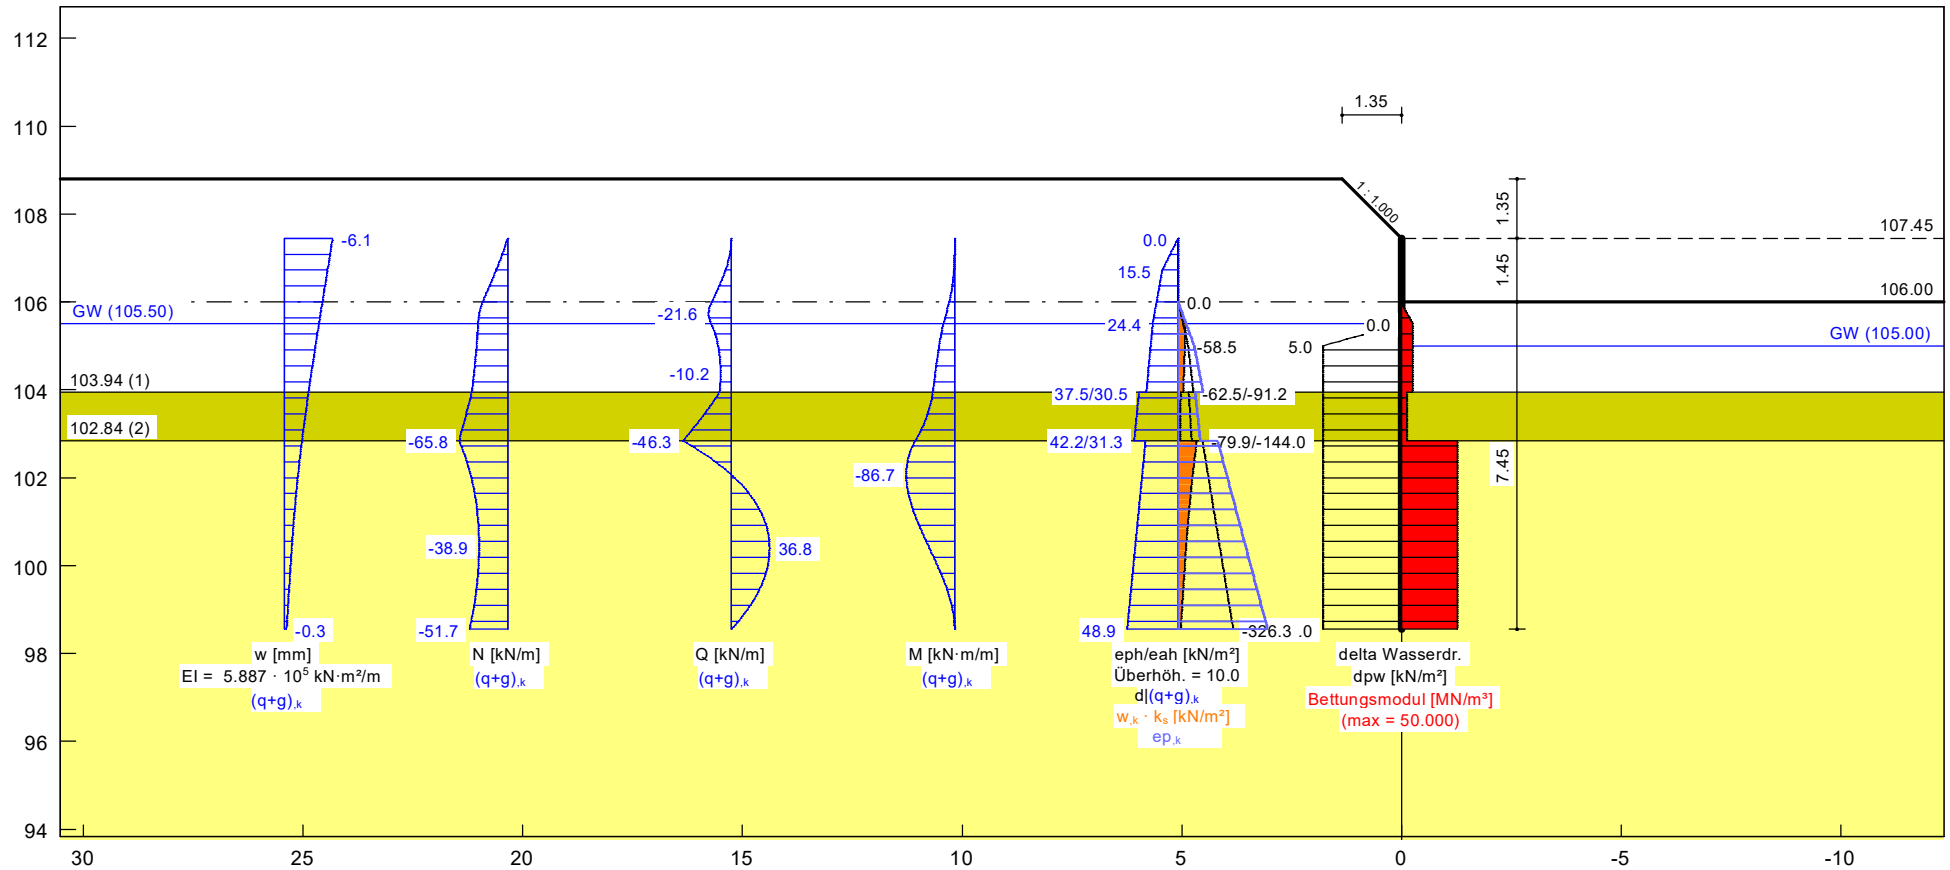 112
110
108
106
104
102
100
98
96
94
30
25
20
15
10
5
0
-5
-10
1.35
1 : 1.000
1.35
1.45
7.45
107.45
106.00
GW (105.50)
GW (105.00)
103.94 (1)
102.84 (2)
-6.1
-0.3
w [mm]
EI = 5.887 · 10⁵ kN·m²/m
(q+g),k
-65.8
-38.9
-51.7
N [kN/m]
(q+g),k
-21.6
-10.2
-46.3
36.8
Q [kN/m]
(q+g),k
-86.7
M [kN·m/m]
(q+g),k
0.0
15.5
24.4
37.5/30.5
42.2/31.3
48.9
0.0
-58.5
-62.5/-91.2
-79.9/-144.0
-326.3
eph/eah [kN/m²]
Überhöh. = 10.0
d|(q+g),k
w,k · ks [kN/m²]
ep,k
0.0
5.0
.0
delta Wasserdr.
dpw [kN/m²]
Bettungsmodul [MN/m³]
(max = 50.000)